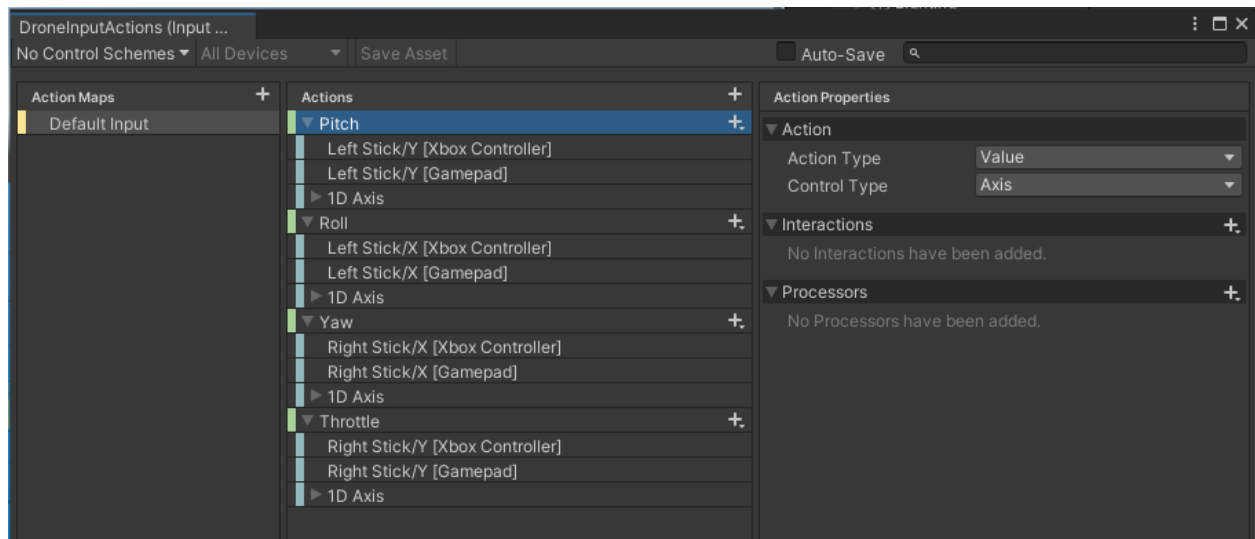 DroneInputActions (Input ...
No Control Schemes All Devices Save Asset Auto-Save
Action Maps
Default Input
Actions
Pitch
Left Stick/Y [Xbox Controller]
Left Stick/Y [Gamepad]
1D Axis
Roll
Left Stick/X [Xbox Controller]
Left Stick/X [Gamepad]
1D Axis
Yaw
Right Stick/X [Xbox Controller]
Right Stick/X [Gamepad]
1D Axis
Throttle
Right Stick/Y [Xbox Controller]
Right Stick/Y [Gamepad]
1D Axis
Action Properties
Action
Action Type Value
Control Type Axis
Interactions
No Interactions have been added.
Processors
No Processors have been added.